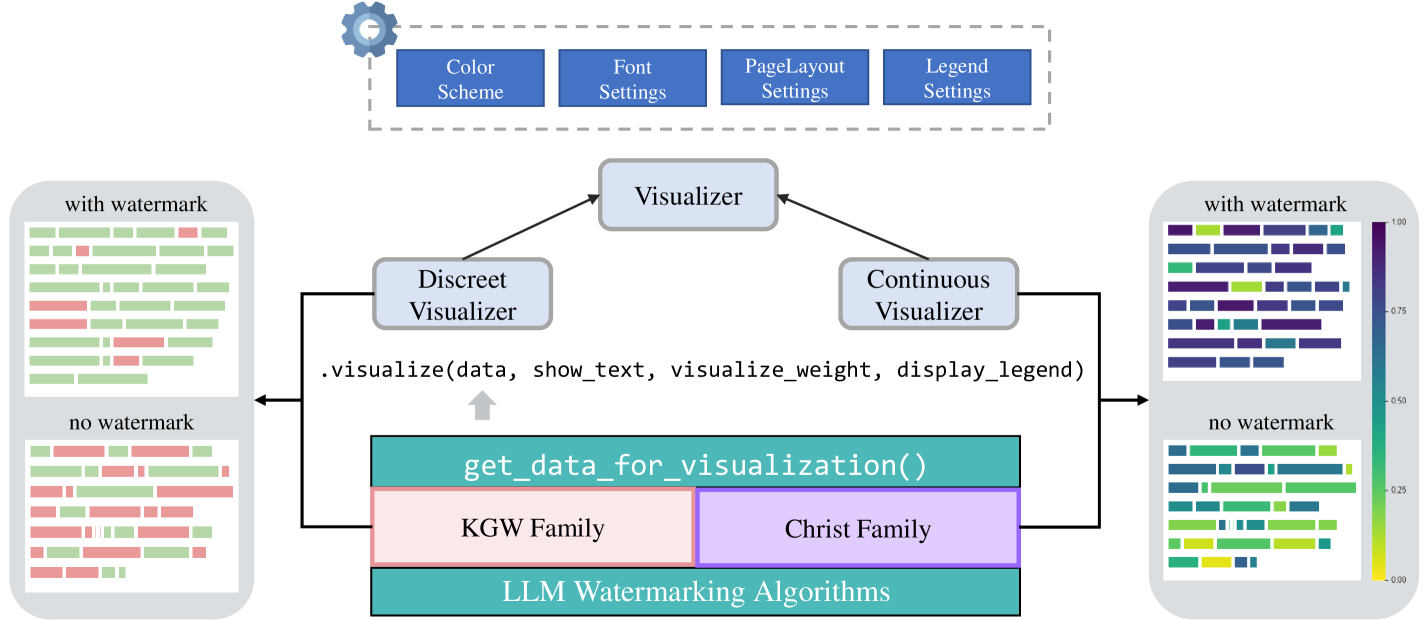 Color
Scheme
Font
Settings
PageLayout
Settings
Legend
Settings
Visualizer
Discreet
Visualizer
Continuous
Visualizer
.visualize(data, show_text, visualize_weight, display_legend)
get_data_for_visualization()
KGW Family
Christ Family
LLM Watermarking Algorithms
with watermark
no watermark
with watermark
no watermark
1.00
0.75
0.50
0.25
0.00